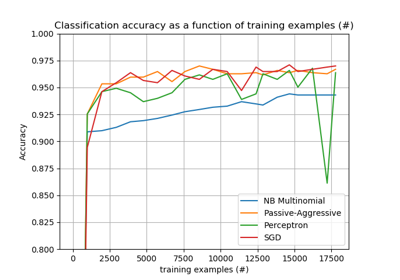 Classification accuracy as a function of training examples (#)
1.000
0.975
0.950
0.925
0.900
0.875
0.850
0.825
0.800
Accuracy
NB Multinomial
Passive-Aggressive
Perceptron
SGD
0 2500 5000 7500 10000 12500 15000 17500
training examples (#)